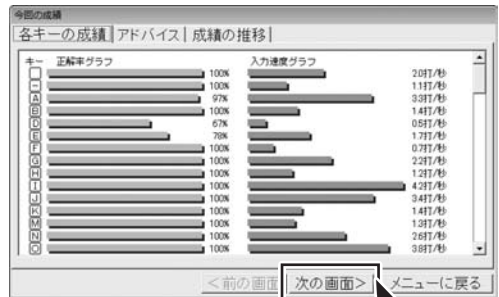 今回の成績
各キーの成績 アドバイス 成績の推移
キー 正解率グラフ 入力速度グラフ
100% 2.0打/秒
- 100% 1.1打/秒
A 97% 3.3打/秒
B 100% 1.4打/秒
D 67% 0.5打/秒
E 78% 1.7打/秒
F 100% 0.7打/秒
G 100% 2.2打/秒
H 100% 1.2打/秒
I 100% 4.2打/秒
J 100% 3.4打/秒
K 100% 1.4打/秒
M 100% 1.3打/秒
N 100% 2.6打/秒
O 100% 3.8打/秒
<前の画面 次の画面> メニューに戻る